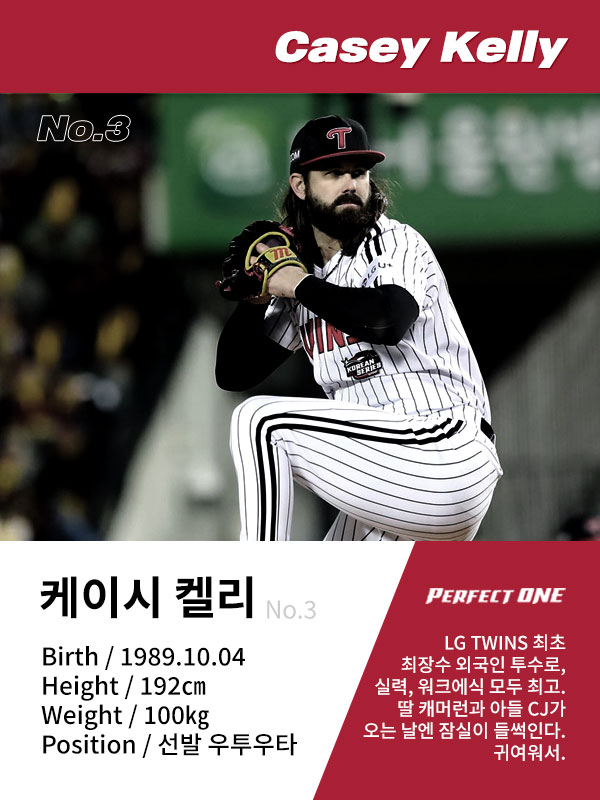 Casey Kelly
No.3
T
TWINS
KOREAN
SERIES
케이시 켈리 No.3
Birth / 1989.10.04
Height / 192㎝
Weight / 100㎏
Position / 선발 우투우타
PERFECT ONE
LG TWINS 최초
최장수 외국인 투수로,
실력, 워크에식 모두 최고.
딸 캐머런과 아들 CJ가
오는 날엔 잠실이 들썩인다.
귀여워서.